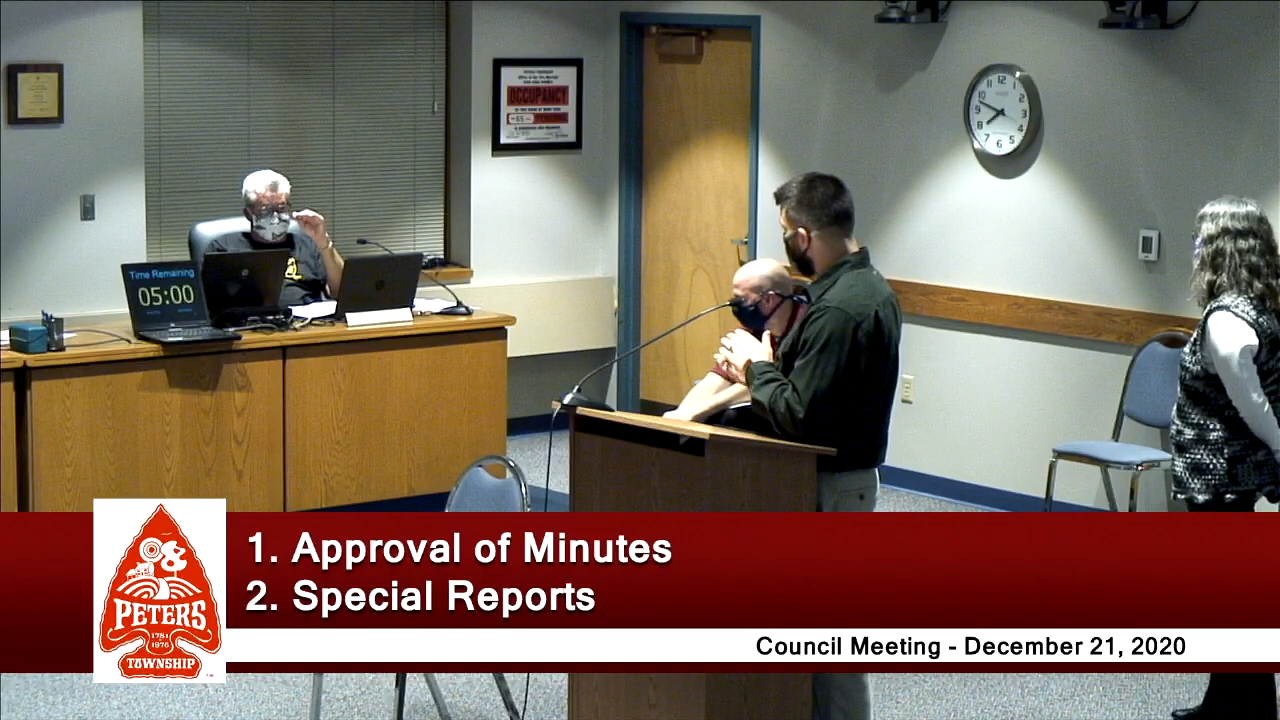 OCCUPANCY
12
Time Remaining
05:00
1. Approval of Minutes
2. Special Reports
PETERS
1781
1976
TOWNSHIP
Council Meeting - December 21, 2020